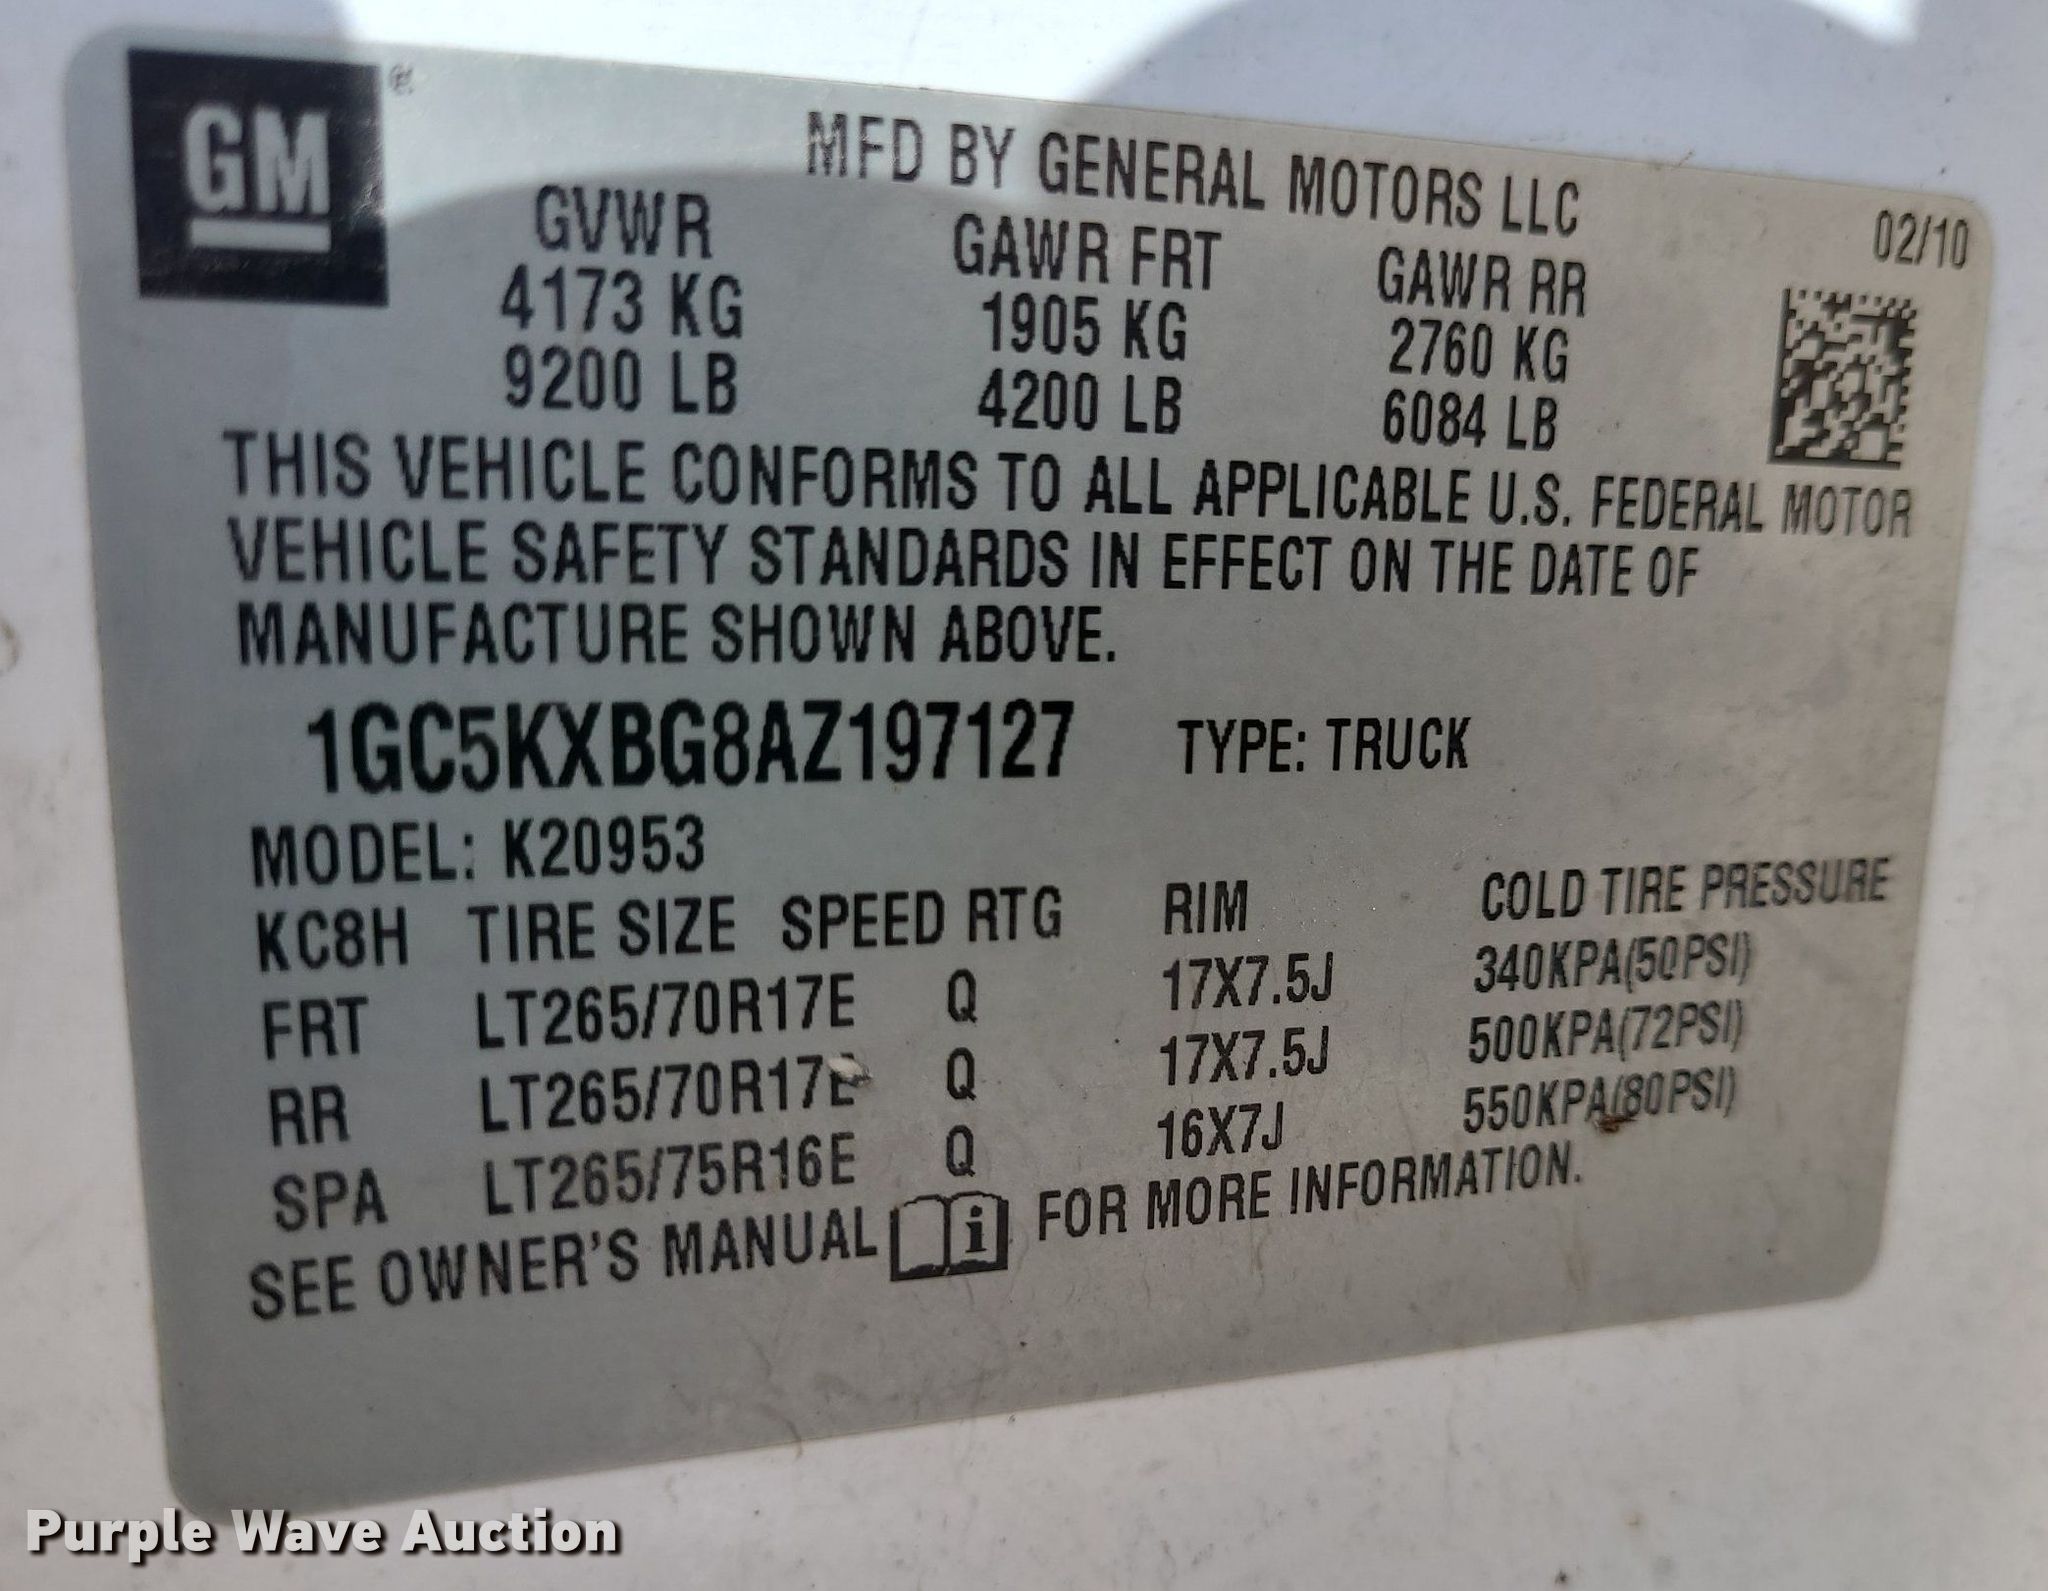 GM
MFD BY GENERAL MOTORS LLC
02/10
GVWR GAWR FRT GAWR RR
4173 KG 1905 KG 2760 KG
9200 LB 4200 LB 6084 LB
THIS VEHICLE CONFORMS TO ALL APPLICABLE U.S. FEDERAL MOTOR
VEHICLE SAFETY STANDARDS IN EFFECT ON THE DATE OF
MANUFACTURE SHOWN ABOVE.
1GC5KXBG8AZ197127 TYPE: TRUCK
MODEL: K20953
KC8H TIRE SIZE SPEED RTG RIM COLD TIRE PRESSURE
FRT LT265/70R17E Q 17X7.5J 340KPA(50PSI)
RR LT265/70R17E Q 17X7.5J 500KPA(72PSI)
SPA LT265/75R16E Q 16X7J 550KPA(80PSI)
SEE OWNER'S MANUAL i FOR MORE INFORMATION.
Purple Wave Auction